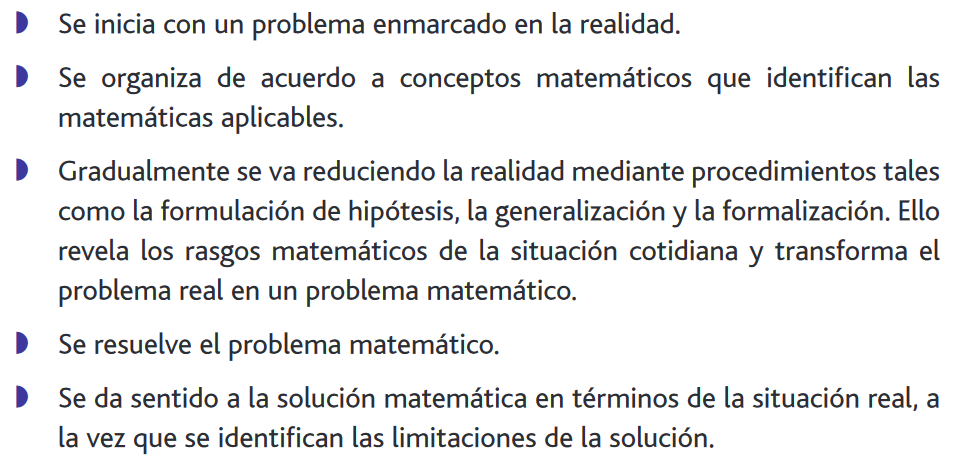 Se inicia con un problema enmarcado en la realidad.
Se organiza de acuerdo a conceptos matemáticos que identifican las
matemáticas aplicables.
Gradualmente se va reduciendo la realidad mediante procedimientos tales
como la formulación de hipótesis, la generalización y la formalización. Ello
revela los rasgos matemáticos de la situación cotidiana y transforma el
problema real en un problema matemático.
Se resuelve el problema matemático.
Se da sentido a la solución matemática en términos de la situación real, a
la vez que se identifican las limitaciones de la solución.